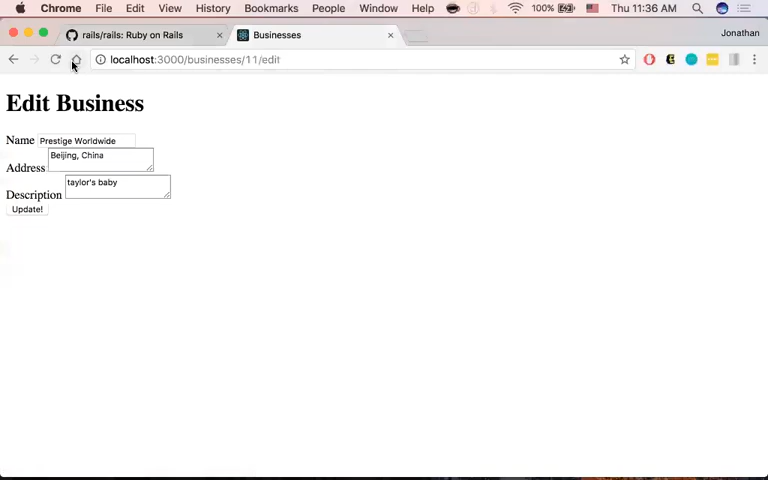 Chrome File Edit View History Bookmarks People Window Help 100% Thu 11:36 AM
rails/rails: Ruby on Rails Businesses Jonathan
localhost:3000/businesses/11/edit
Edit Business
Name Prestige Worldwide
Address Beijing, China
Description taylor's baby
Update!